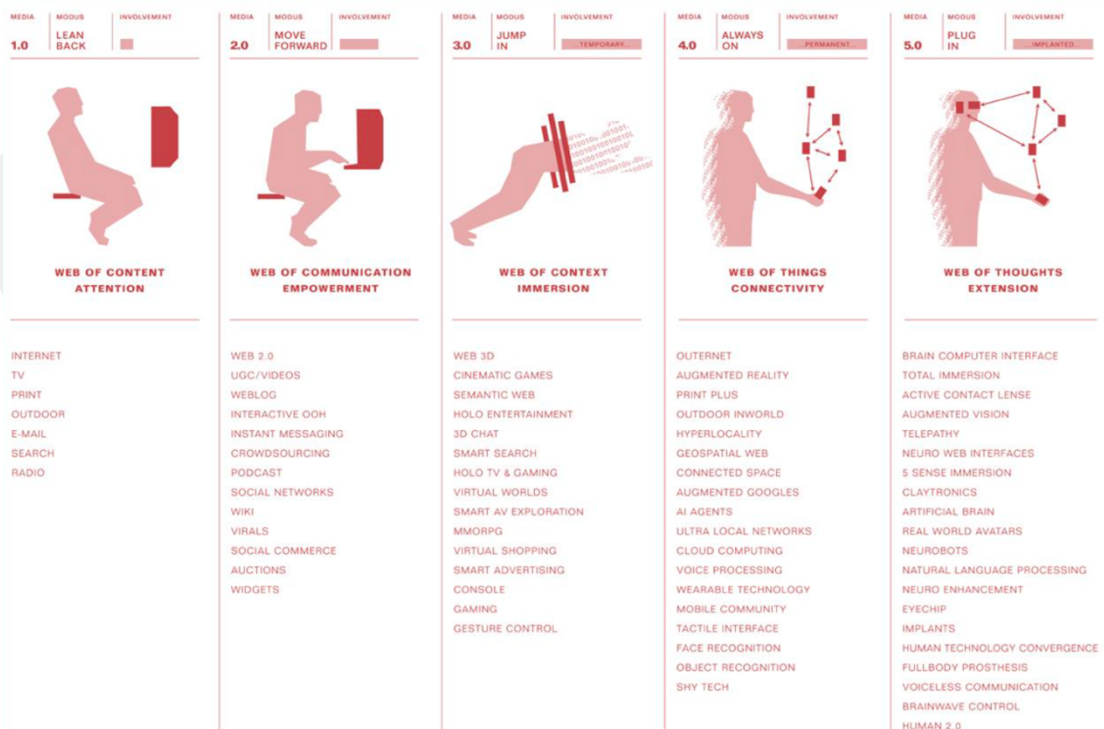 MEDIA
MODUS
INVOLVEMENT
1.0
LEAN
BACK
WEB OF CONTENT
ATTENTION
INTERNET
TV
PRINT
OUTDOOR
E-MAIL
SEARCH
RADIO
MEDIA
MODUS
INVOLVEMENT
2.0
MOVE
FORWARD
WEB OF COMMUNICATION
EMPOWERMENT
WEB 2.0
UGC/VIDEOS
WEBLOG
INTERACTIVE OOH
INSTANT MESSAGING
CROWDSOURCING
PODCAST
SOCIAL NETWORKS
WIKI
VIRALS
SOCIAL COMMERCE
AUCTIONS
WIDGETS
MEDIA
MODUS
INVOLVEMENT
3.0
JUMP
IN
...TEMPORARY...
WEB OF CONTEXT
IMMERSION
WEB 3D
CINEMATIC GAMES
SEMANTIC WEB
HOLO ENTERTAINMENT
3D CHAT
SMART SEARCH
HOLO TV & GAMING
VIRTUAL WORLDS
SMART AV EXPLORATION
MMORPG
VIRTUAL SHOPPING
SMART ADVERTISING
CONSOLE
GAMING
GESTURE CONTROL
MEDIA
MODUS
INVOLVEMENT
4.0
ALWAYS
ON
...PERMANENT...
WEB OF THINGS
CONNECTIVITY
OUTERNET
AUGMENTED REALITY
PRINT PLUS
OUTDOOR INWORLD
HYPERLOCALITY
GEOSPATIAL WEB
CONNECTED SPACE
AUGMENTED GOOGLES
AI AGENTS
ULTRA LOCAL NETWORKS
CLOUD COMPUTING
VOICE PROCESSING
WEARABLE TECHNOLOGY
MOBILE COMMUNITY
TACTILE INTERFACE
FACE RECOGNITION
OBJECT RECOGNITION
SHY TECH
MEDIA
MODUS
INVOLVEMENT
5.0
PLUG
IN
...IMPLANTED...
WEB OF THOUGHTS
EXTENSION
BRAIN COMPUTER INTERFACE
TOTAL IMMERSION
ACTIVE CONTACT LENSE
AUGMENTED VISION
TELEPATHY
NEURO WEB INTERFACES
5 SENSE IMMERSION
CLAYTRONICS
ARTIFICIAL BRAIN
REAL WORLD AVATARS
NEUROBOTS
NATURAL LANGUAGE PROCESSING
NEURO ENHANCEMENT
EYECHIP
IMPLANTS
HUMAN TECHNOLOGY CONVERGENCE
FULLBODY PROSTHESIS
VOICELESS COMMUNICATION
BRAINWAVE CONTROL
HUMAN 2.0